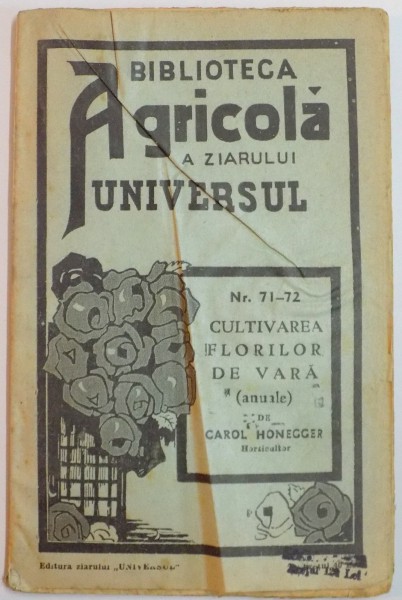 BIBLIOTECA
Agricolă
A ZIARULUI
UNIVERSUL
Nr. 71-72
CULTIVAREA
FLORILOR
DE VARĂ
(anuale)
DE
CAROL HONEGGER
Horticultor
Editura ziarului „UNIVERSUL"
Lei